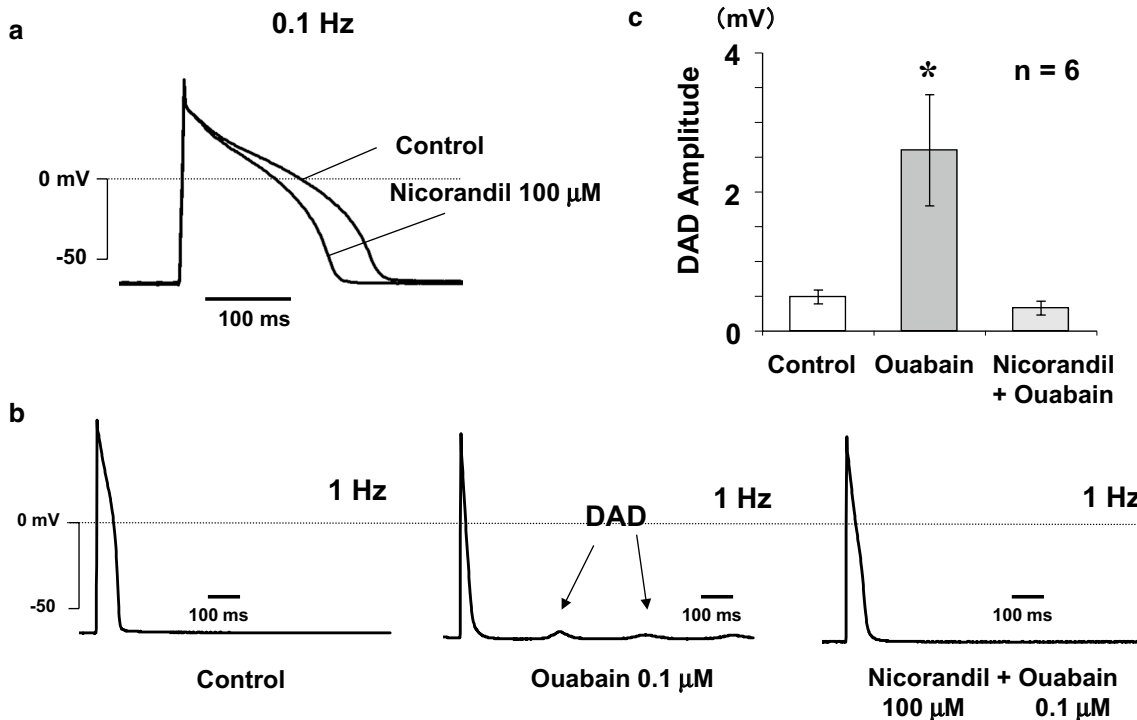 a
0.1 Hz
Control
0 mV
Nicorandil 100 μM
-50
100 ms
c
(mV)
4
2
0
DAD Amplitude
*
n = 6
Control
Ouabain
Nicorandil
+ Ouabain
b
1 Hz
0 mV
-50
100 ms
Control
1 Hz
DAD
100 ms
Ouabain 0.1 μM
1 Hz
100 ms
Nicorandil + Ouabain
100 μM 0.1 μM